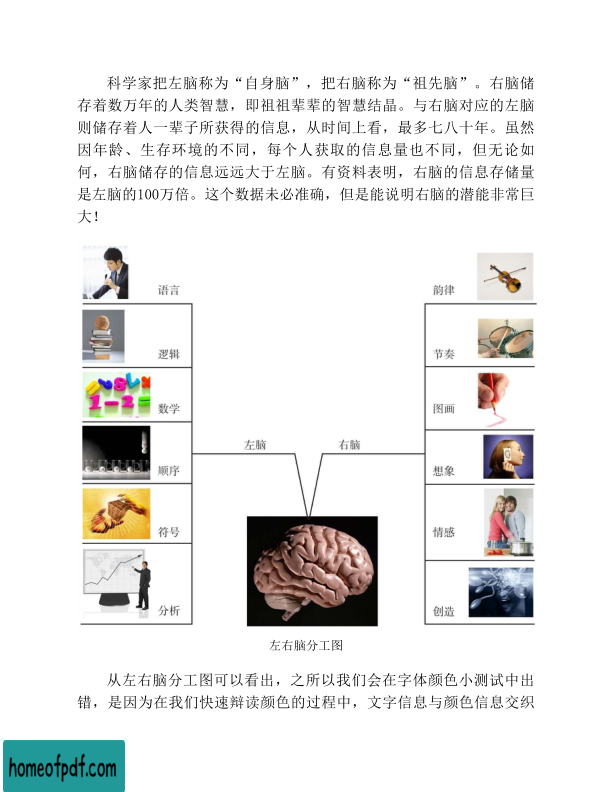 科学家把左脑称为“自身脑”，把右脑称为“祖先脑”。右脑储
存着数万年的人类智慧，即祖祖辈辈的智慧结晶。与右脑对应的左脑
则储存着人一辈子所获得的信息，从时间上看，最多七八十年。虽然
因年龄、生存环境的不同，每个人获取的信息量也不同，但无论如
何，右脑储存的信息远远大于左脑。有资料表明，右脑的信息存储量
是左脑的100万倍。这个数据未必准确，但是能说明右脑的潜能非常巨
大！
语言
逻辑
数学
顺序
符号
分析
左脑
右脑
韵律
节奏
图画
想象
情感
创造
左右脑分工图
从左右脑分工图可以看出，之所以我们会在字体颜色小测试中出
错，是因为在我们快速辩读颜色的过程中，文字信息与颜色信息交织
homeofpdf.com